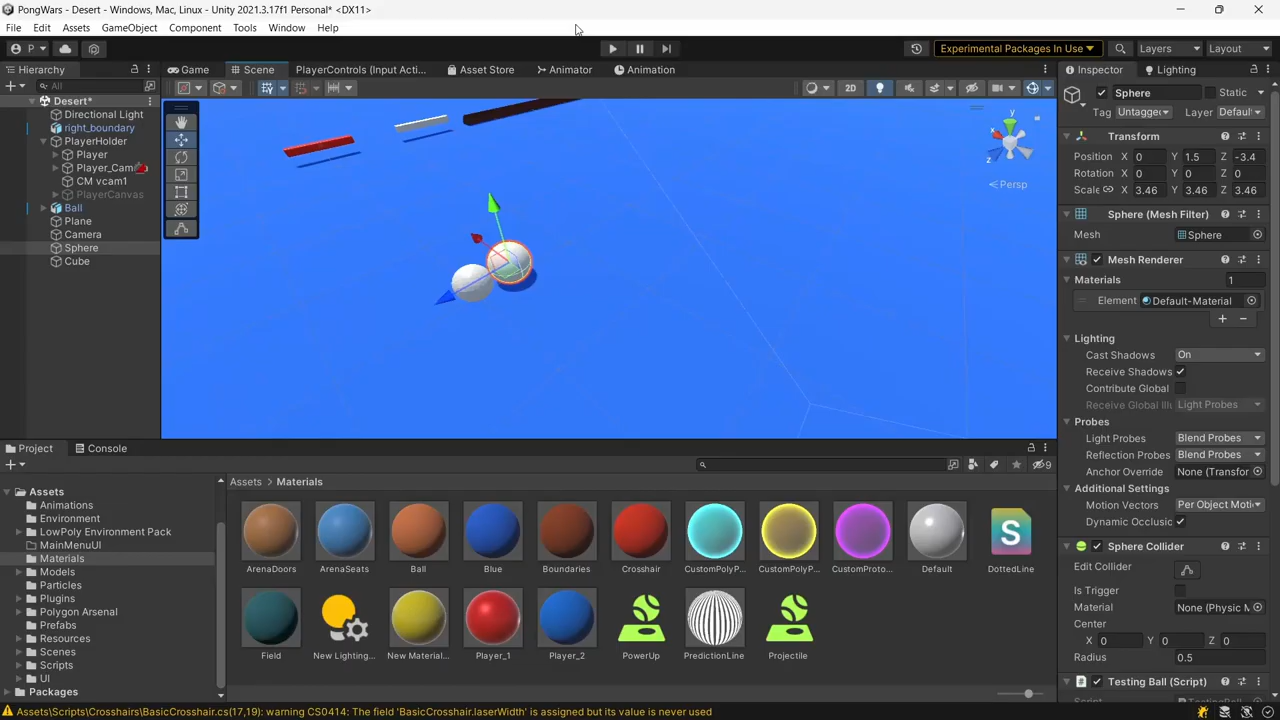 PongWars - Desert - Windows, Mac, Linux - Unity 2021.3.17f1 Personal* <DX11>
File Edit Assets GameObject Component Tools Window Help
P Experimental Packages In Use Layers Layout
Hierarchy Game Scene PlayerControls (Input Acti... Asset Store Animator Animation Inspector Lighting
All
Desert*
Directional Light
right_boundary
PlayerHolder
Player
Player_Cam
CM vcam1
PlayerCanvas
Ball
Plane
Camera
Sphere
Cube
2D
y
x
z
Persp
Sphere Static
Tag Untagged Layer Default
Transform
Position X 0 Y 1.5 Z -3.4
Rotation X 0 Y 0 Z 0
Scale X 3.46 Y 3.46 Z 3.46
Sphere (Mesh Filter)
Mesh Sphere
Mesh Renderer
Materials 1
Element Default-Material
Lighting
Cast Shadows On
Receive Shadows
Contribute Global
Receive Global Illu Light Probes
Probes
Light Probes Blend Probes
Reflection Probes Blend Probes
Anchor Override None (Transfor
Additional Settings
Motion Vectors Per Object Moti
Dynamic Occlusic
Sphere Collider
Edit Collider
Is Trigger
Material None (Physic M
Center
X 0 Y 0 Z 0
Radius 0.5
Testing Ball (Script)
Project Console
9
Assets
Animations
Environment
LowPoly Environment Pack
MainMenuUI
Materials
Models
Particles
Plugins
Polygon Arsenal
Prefabs
Resources
Scenes
Scripts
UI
Packages
Assets > Materials
ArenaDoors ArenaSeats Ball Blue Boundaries Crosshair CustomPolyP... CustomPolyP... CustomProto... Default DottedLine
Field New Lighting... New Material... Player_1 Player_2 PowerUp PredictionLine Projectile
Assets\Scripts\Crosshairs\BasicCrosshair.cs(17,19): warning CS0414: The field 'BasicCrosshair.laserWidth' is assigned but its value is never used